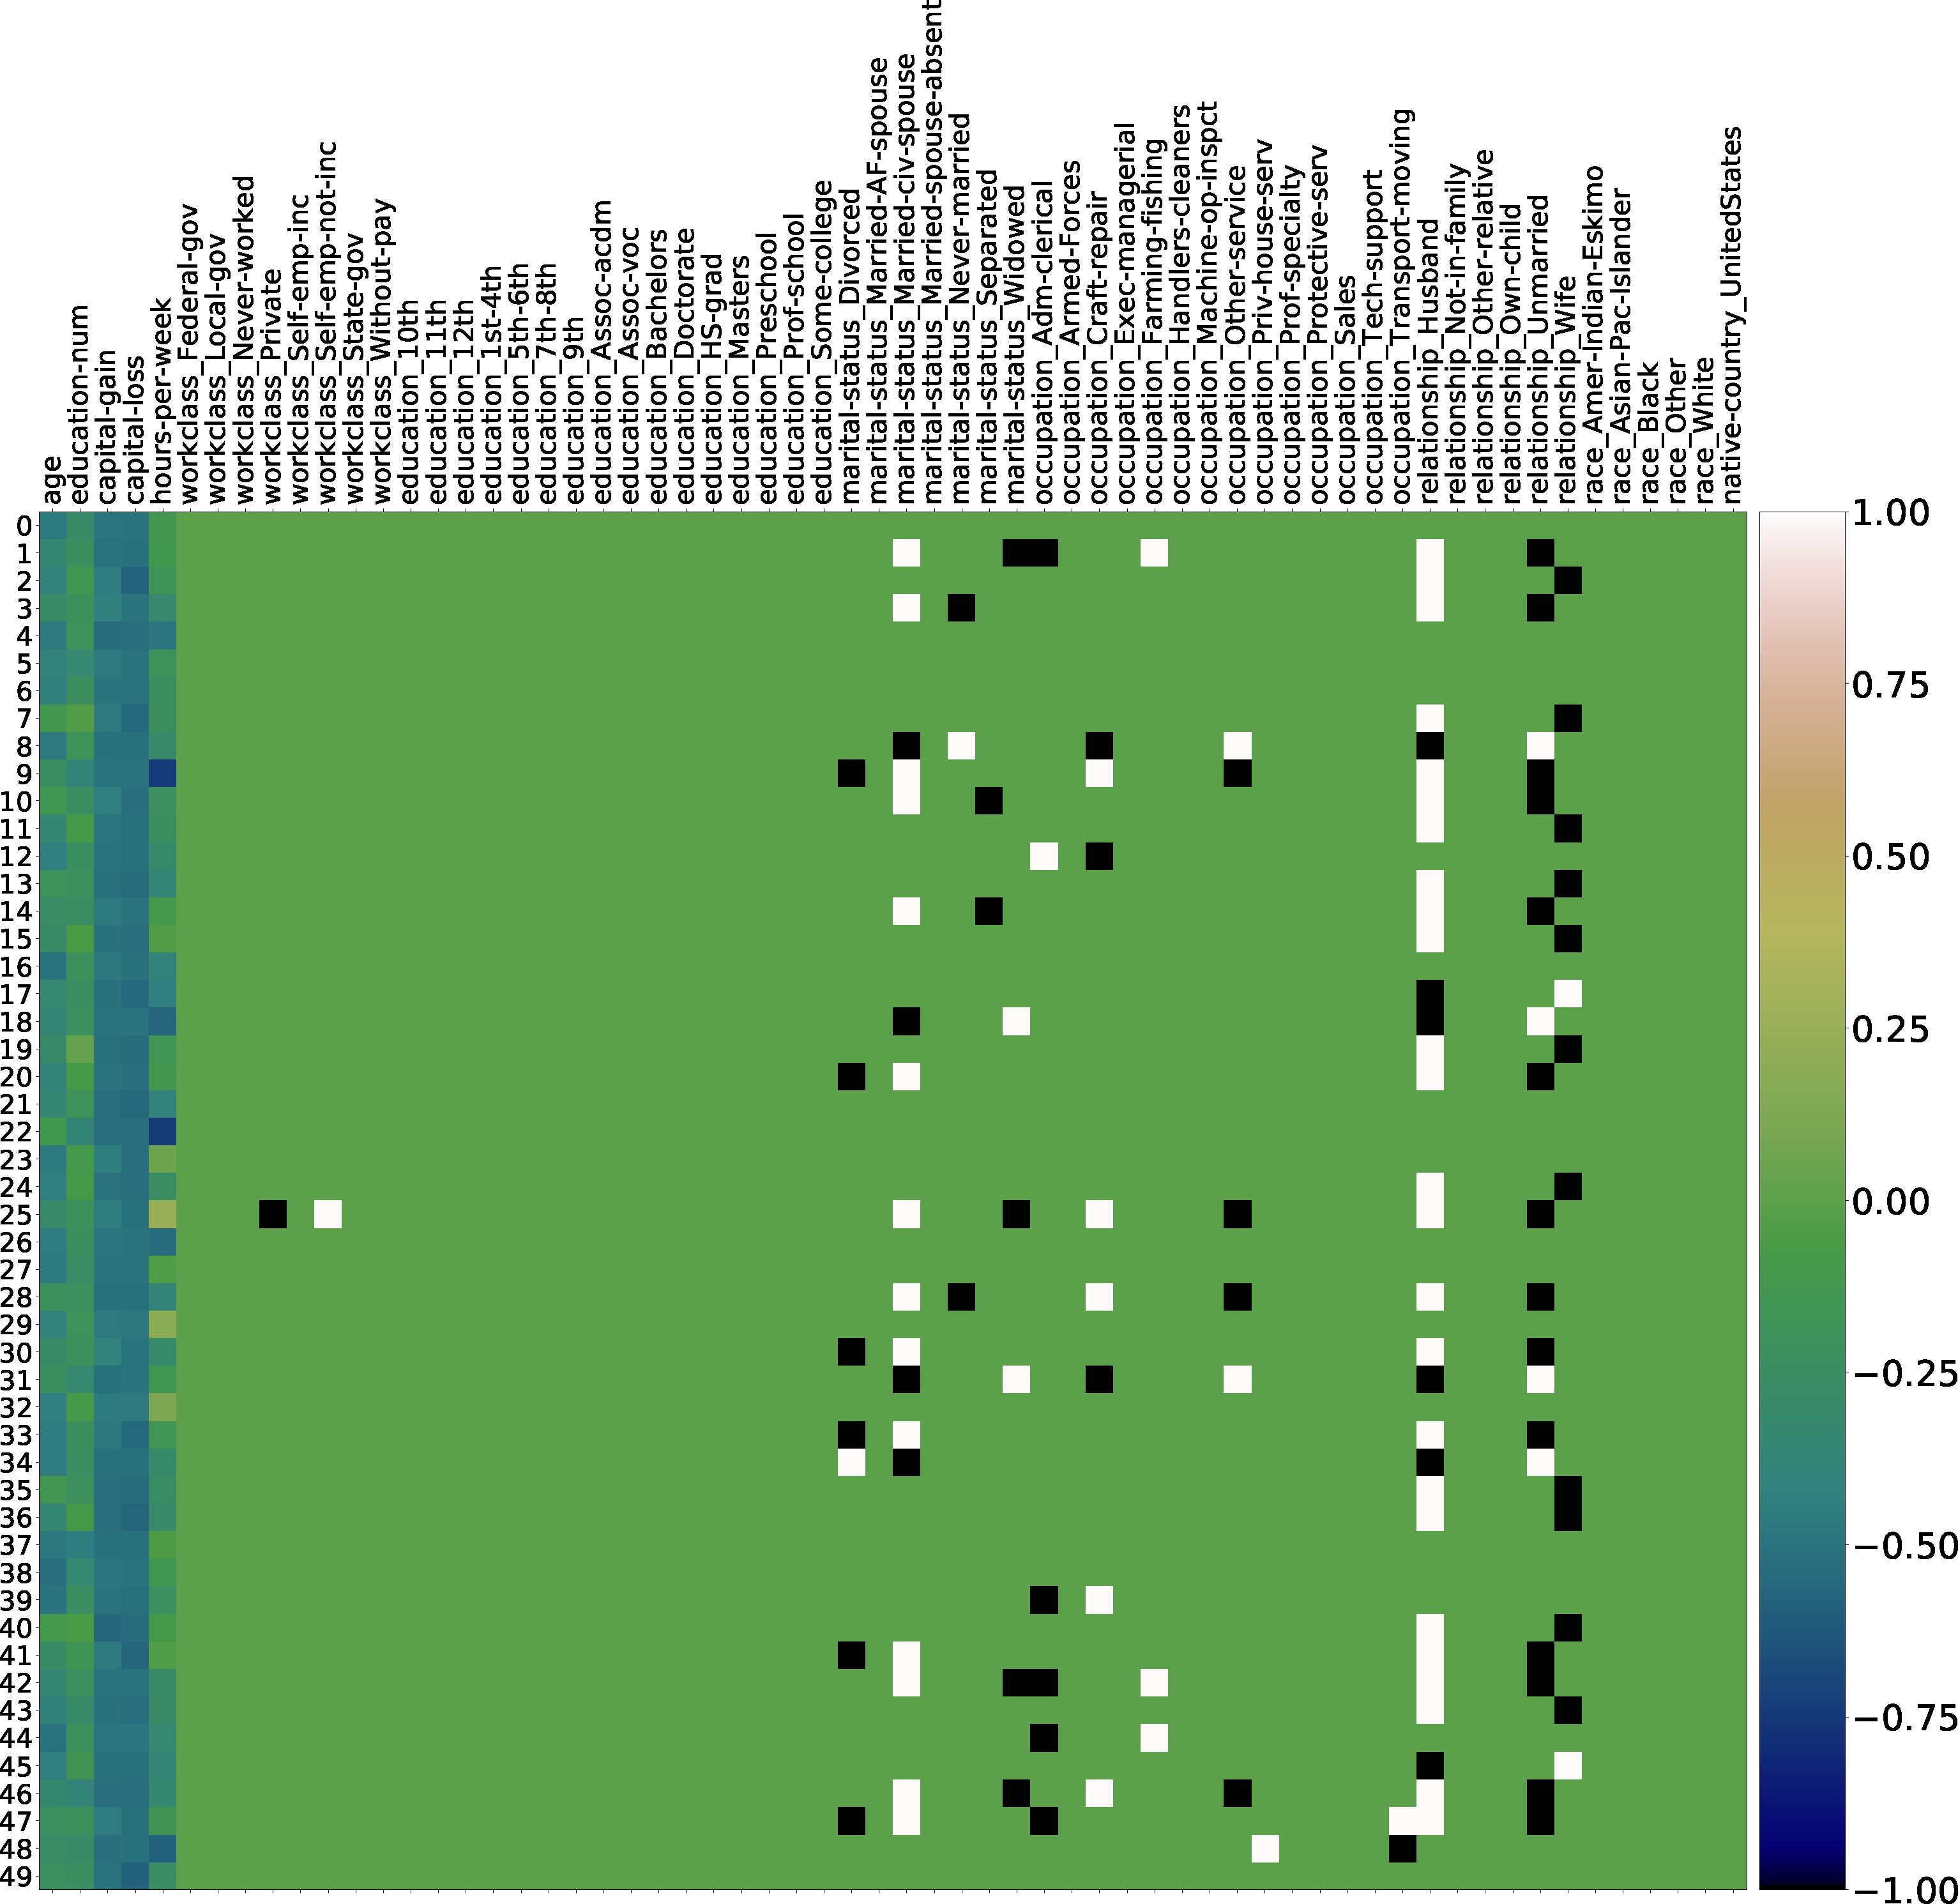 age
education-num
capital-gain
capital-loss
hours-per-week
workclass_Federal-gov
workclass_Local-gov
workclass_Never-worked
workclass_Private
workclass_Self-emp-inc
workclass_Self-emp-not-inc
workclass_State-gov
workclass_Without-pay
education_10th
education_11th
education_12th
education_1st-4th
education_5th-6th
education_7th-8th
education_9th
education_Assoc-acdm
education_Assoc-voc
education_Bachelors
education_Doctorate
education_HS-grad
education_Masters
education_Preschool
education_Prof-school
education_Some-college
marital-status_Divorced
marital-status_Married-AF-spouse
marital-status_Married-civ-spouse
marital-status_Married-spouse-absent
marital-status_Never-married
marital-status_Separated
marital-status_Widowed
occupation_Adm-clerical
occupation_Armed-Forces
occupation_Craft-repair
occupation_Exec-managerial
occupation_Farming-fishing
occupation_Handlers-cleaners
occupation_Machine-op-inspct
occupation_Other-service
occupation_Priv-house-serv
occupation_Prof-specialty
occupation_Protective-serv
occupation_Sales
occupation_Tech-support
occupation_Transport-moving
relationship_Husband
relationship_Not-in-family
relationship_Other-relative
relationship_Own-child
relationship_Unmarried
relationship_Wife
race_Amer-Indian-Eskimo
race_Asian-Pac-Islander
race_Black
race_Other
race_White
native-country_UnitedStates
0
1
2
3
4
5
6
7
8
9
10
11
12
13
14
15
16
17
18
19
20
21
22
23
24
25
26
27
28
29
30
31
32
33
34
35
36
37
38
39
40
41
42
43
44
45
46
47
48
49
1.00
0.75
0.50
0.25
0.00
−0.25
−0.50
−0.75
−1.00